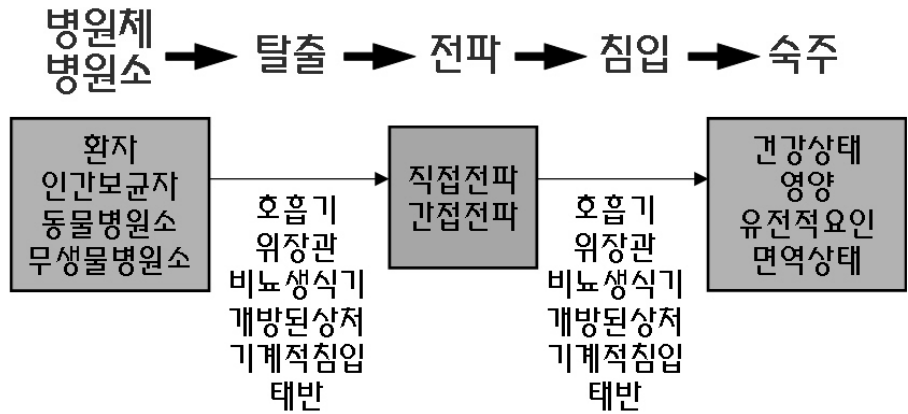 병원체
병원소
탈출
전파
침입
숙주
환자
인간보균자
동물병원소
무생물병원소
호흡기
위장관
비뇨생식기
개방된상처
기계적침입
태반
직접전파
간접전파
호흡기
위장관
비뇨생식기
개방된상처
기계적침입
태반
건강상태
영양
유전적요인
면역상태